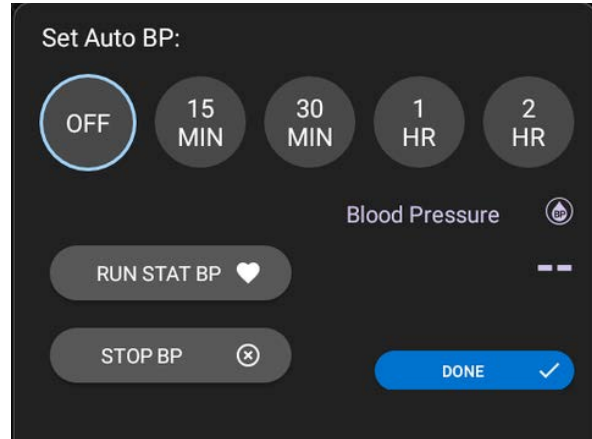 Set Auto BP:
OFF
15
MIN
30
MIN
1
HR
2
HR
Blood Pressure
BP
RUN STAT BP
--
STOP BP
DONE